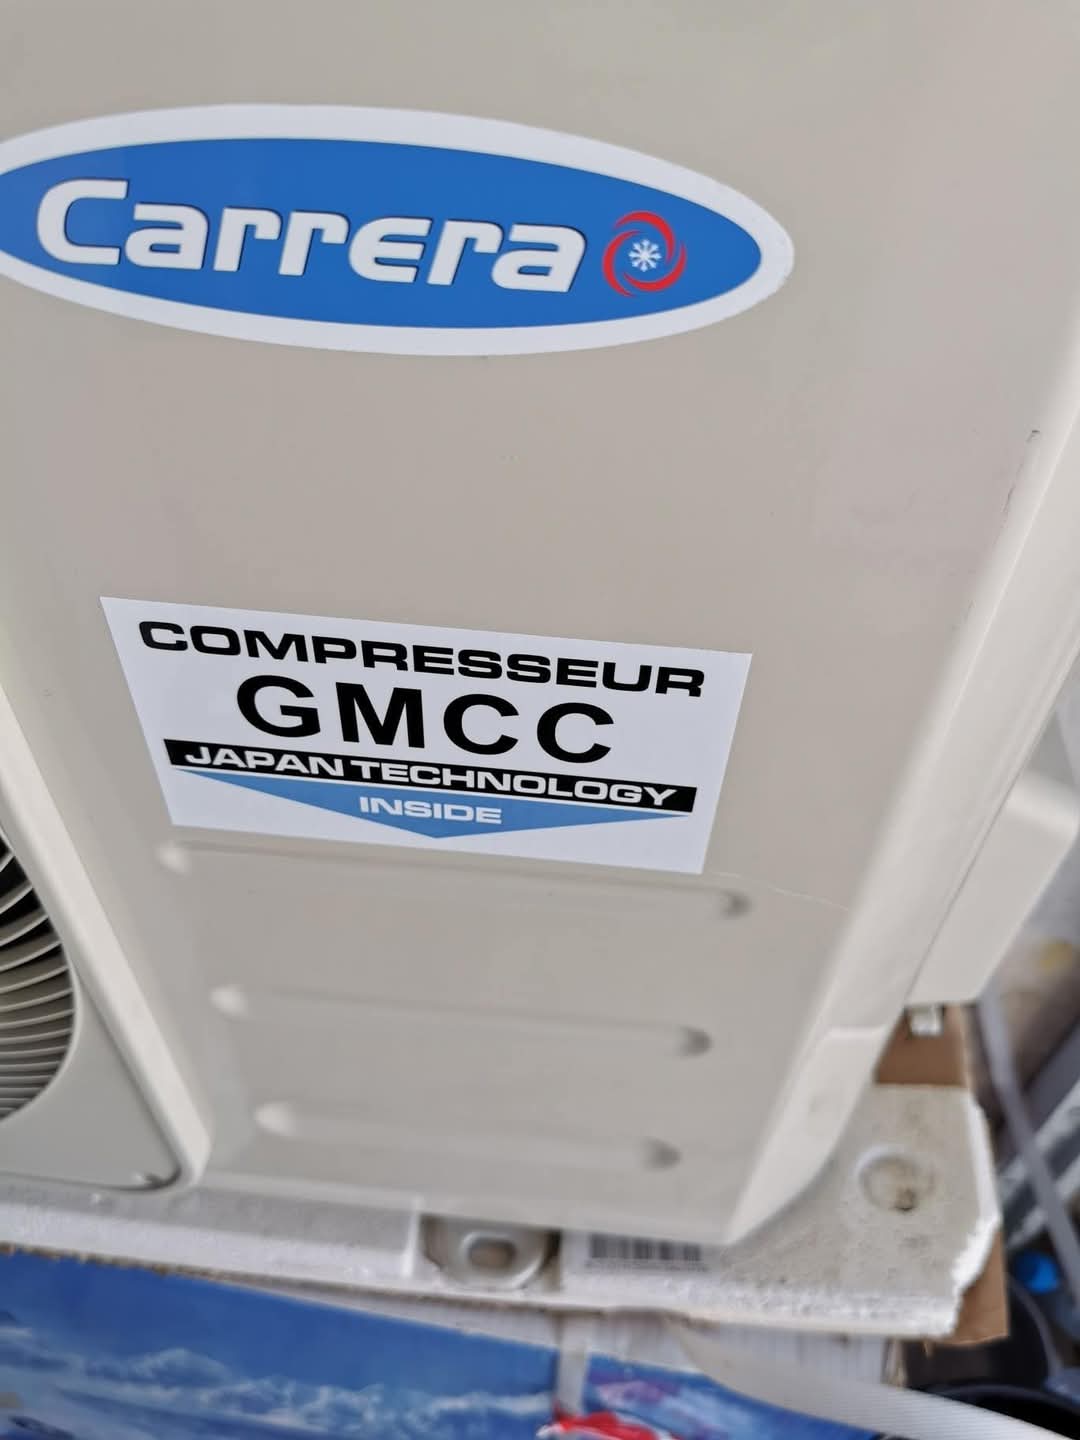 Carrera
COMPRESSEUR
GMCC
JAPAN TECHNOLOGY
INSIDE